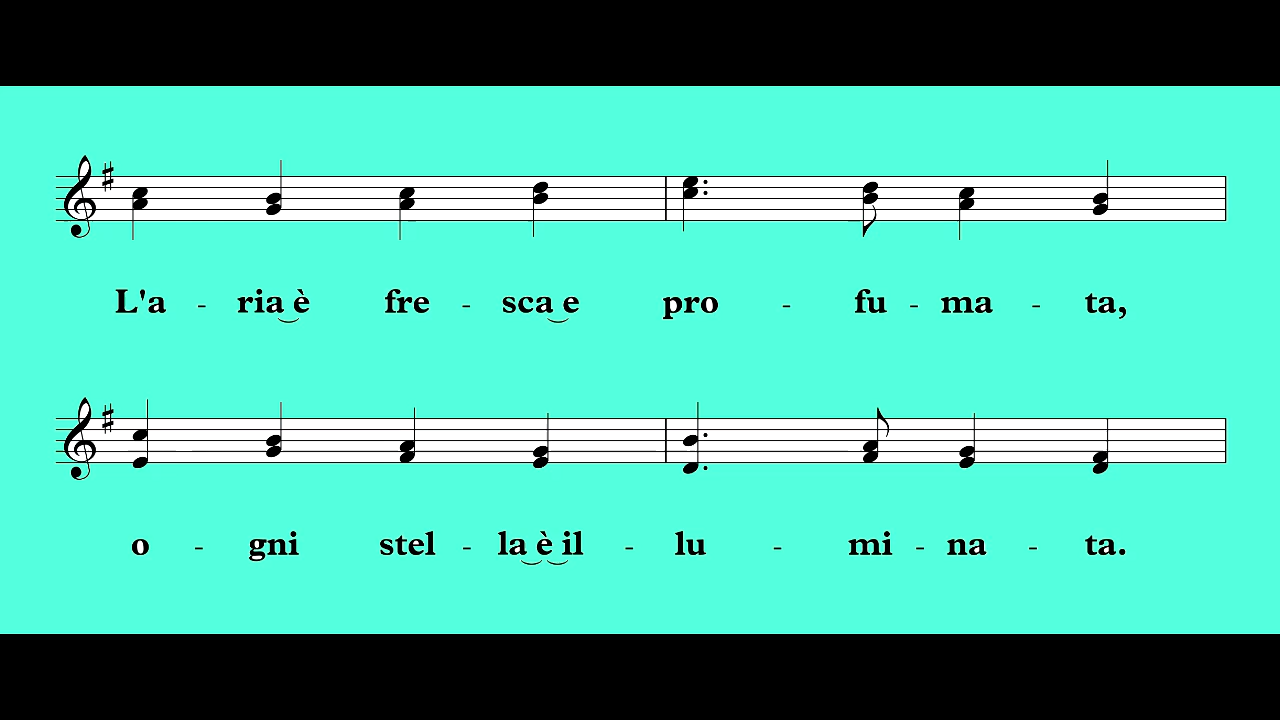 L'a - ria è fre - sca e pro - fu - ma - ta,
o - gni stel - la è il - lu - mi - na - ta.